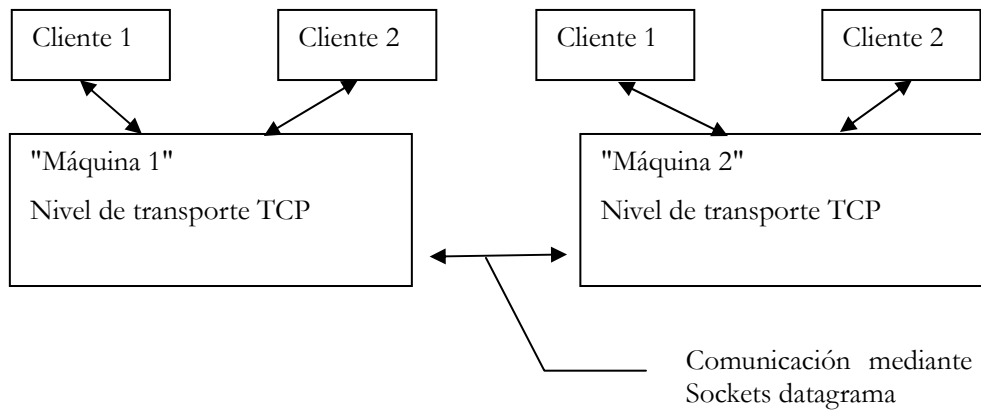 Cliente 1
Cliente 2
Cliente 1
Cliente 2
"Máquina 1"
Nivel de transporte TCP
"Máquina 2"
Nivel de transporte TCP
Comunicación mediante
Sockets datagrama